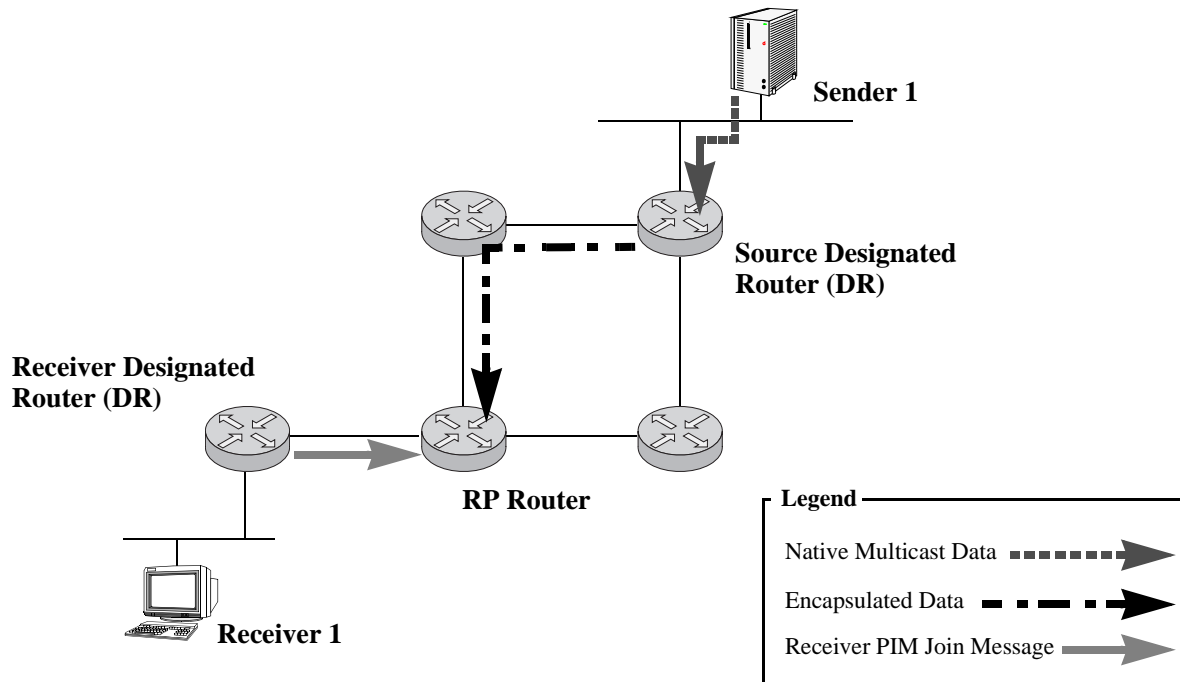 Sender 1
Source Designated
Router (DR)
Receiver Designated
Router (DR)
RP Router
Receiver 1
Legend
Native Multicast Data
Encapsulated Data
Receiver PIM Join Message